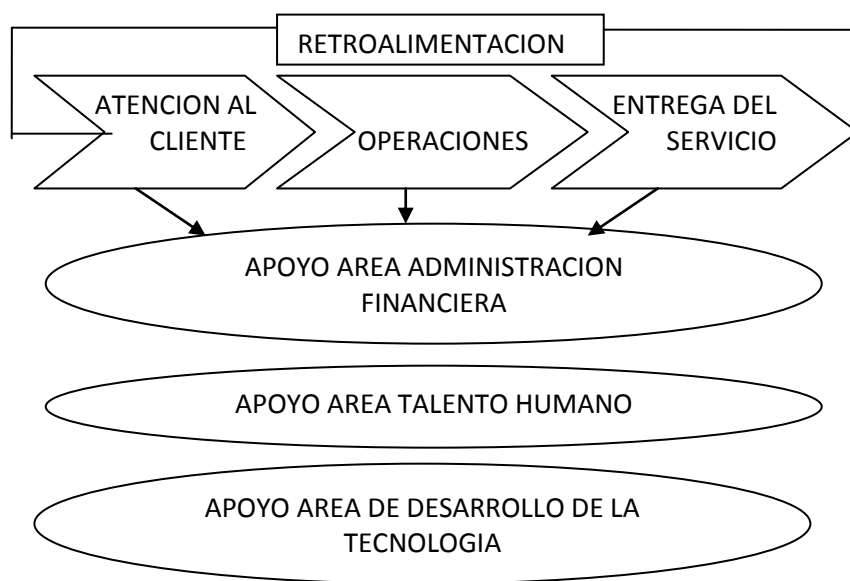 RETROALIMENTACION
ATENCION AL
CLIENTE
OPERACIONES
ENTREGA DEL
SERVICIO
APOYO AREA ADMINISTRACION
FINANCIERA
APOYO AREA TALENTO HUMANO
APOYO AREA DE DESARROLLO DE LA
TECNOLOGIA